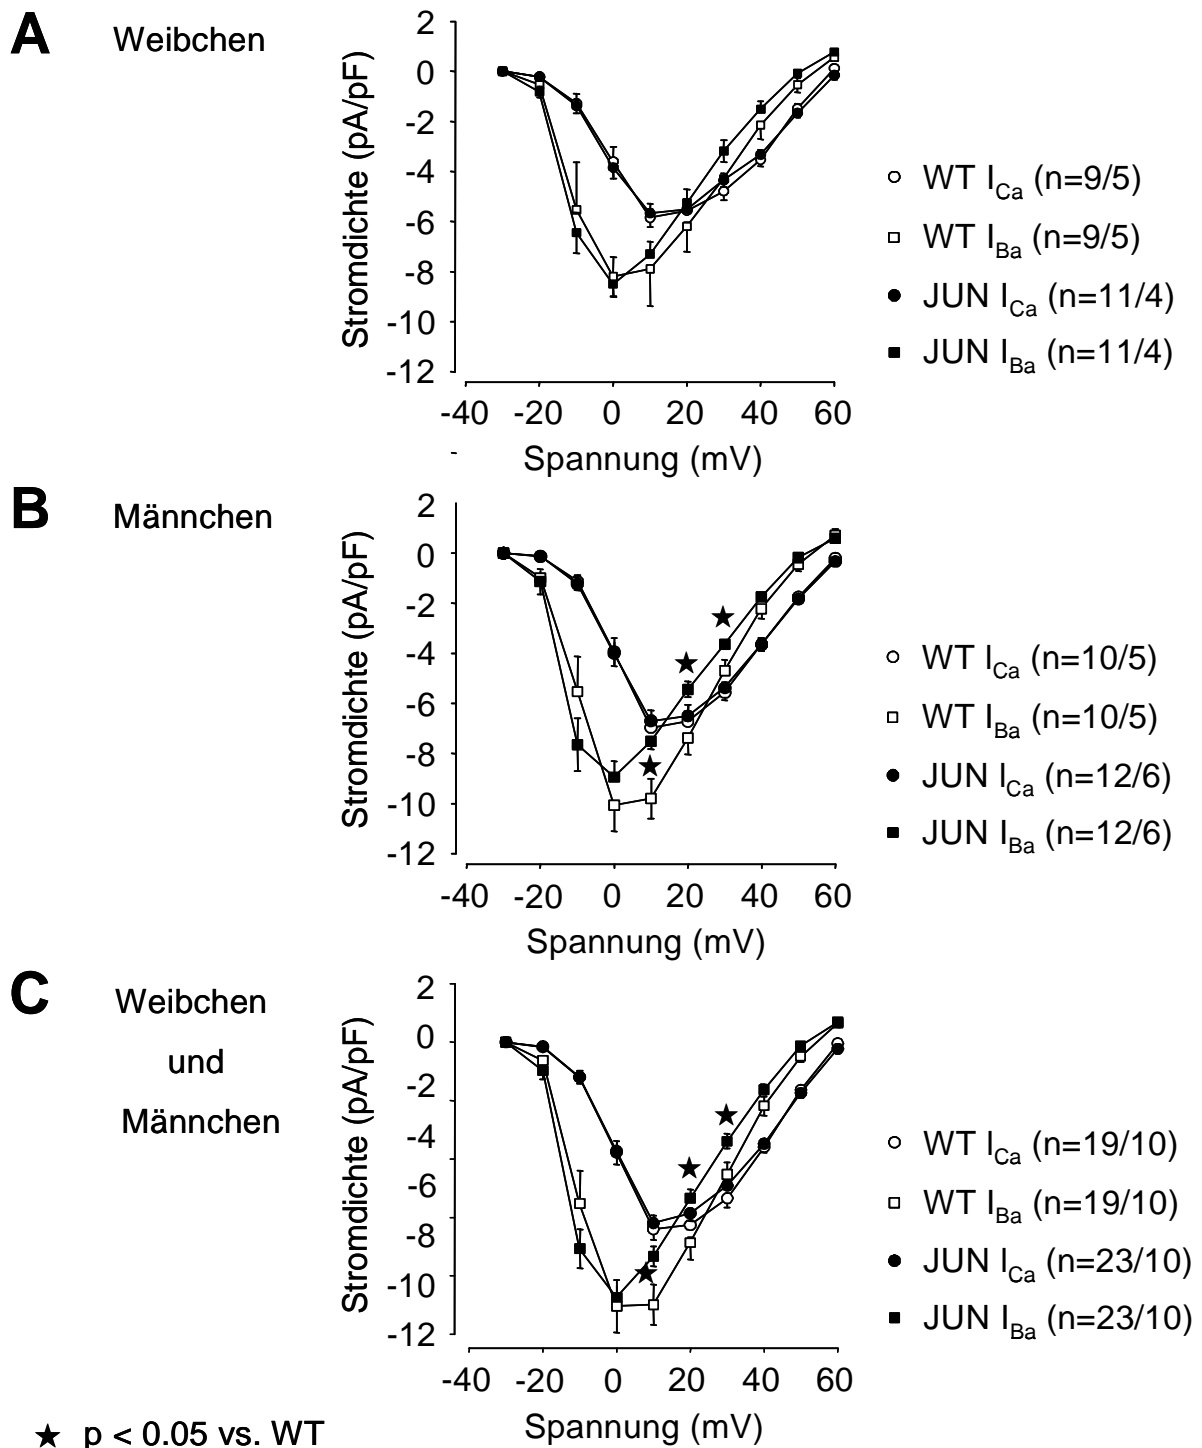 A Weibchen
2
0
-2
-4
-6
-8
-10
-12
Stromdichte (pA/pF)
-40 -20 0 20 40 60
Spannung (mV)
WT I_Ca (n=9/5)
WT I_Ba (n=9/5)
JUN I_Ca (n=11/4)
JUN I_Ba (n=11/4)
B Männchen
2
0
-2
-4
-6
-8
-10
-12
Stromdichte (pA/pF)
-40 -20 0 20 40 60
Spannung (mV)
WT I_Ca (n=10/5)
WT I_Ba (n=10/5)
JUN I_Ca (n=12/6)
JUN I_Ba (n=12/6)
C Weibchen
und
Männchen
2
0
-2
-4
-6
-8
-10
-12
Stromdichte (pA/pF)
-40 -20 0 20 40 60
Spannung (mV)
WT I_Ca (n=19/10)
WT I_Ba (n=19/10)
JUN I_Ca (n=23/10)
JUN I_Ba (n=23/10)
★ p < 0.05 vs. WT